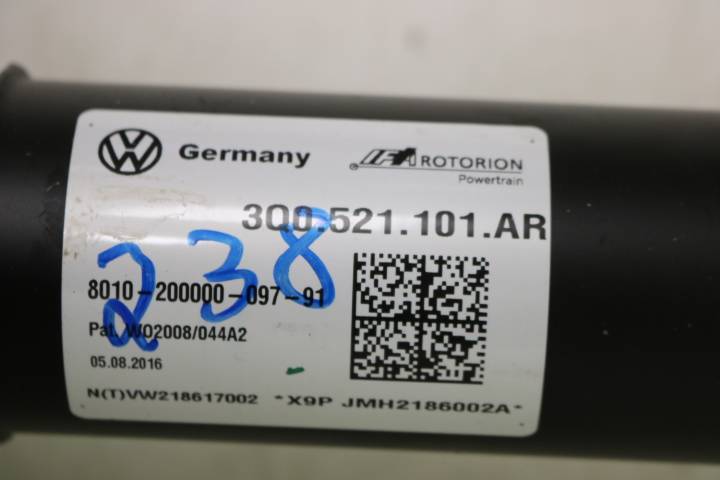 VW Germany IFA ROTORION
Powertrain
3Q0.521.101.AR
238
8010-200000-097-91
Pat. WO2008/044A2
05.08.2016
N(T)VW218617002 *X9P JMH2186002A*